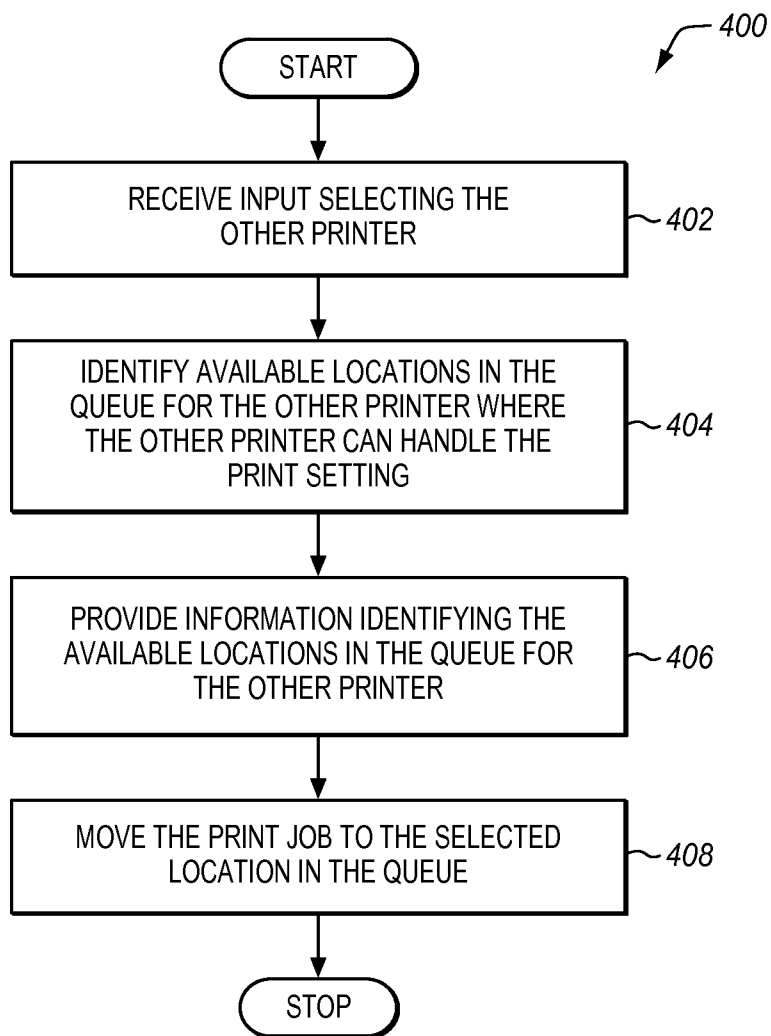 400
START
RECEIVE INPUT SELECTING THE
OTHER PRINTER
402
IDENTIFY AVAILABLE LOCATIONS IN THE
QUEUE FOR THE OTHER PRINTER WHERE
THE OTHER PRINTER CAN HANDLE THE
PRINT SETTING
404
PROVIDE INFORMATION IDENTIFYING THE
AVAILABLE LOCATIONS IN THE QUEUE FOR
THE OTHER PRINTER
406
MOVE THE PRINT JOB TO THE SELECTED
LOCATION IN THE QUEUE
408
STOP